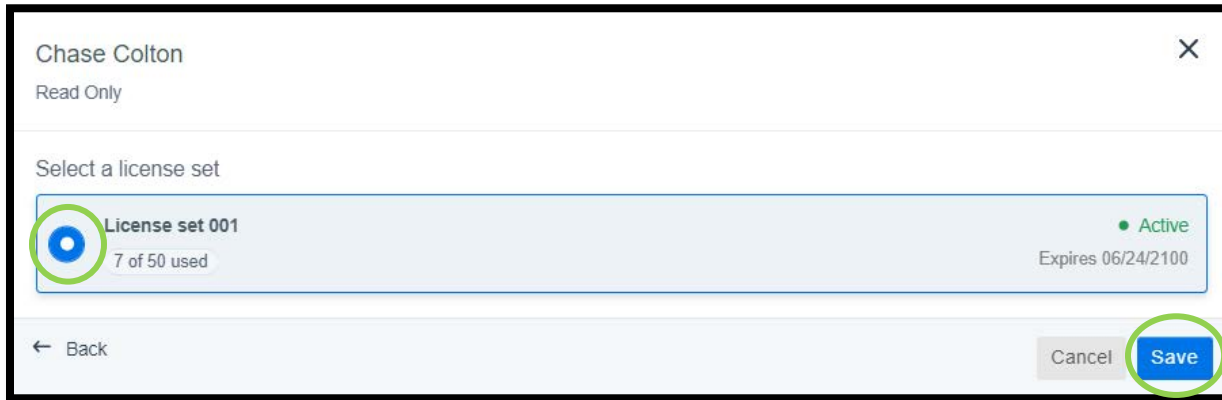 Chase Colton
Read Only
Select a license set
License set 001
Active
7 of 50 used
Expires 06/24/2100
← Back
Cancel
Save